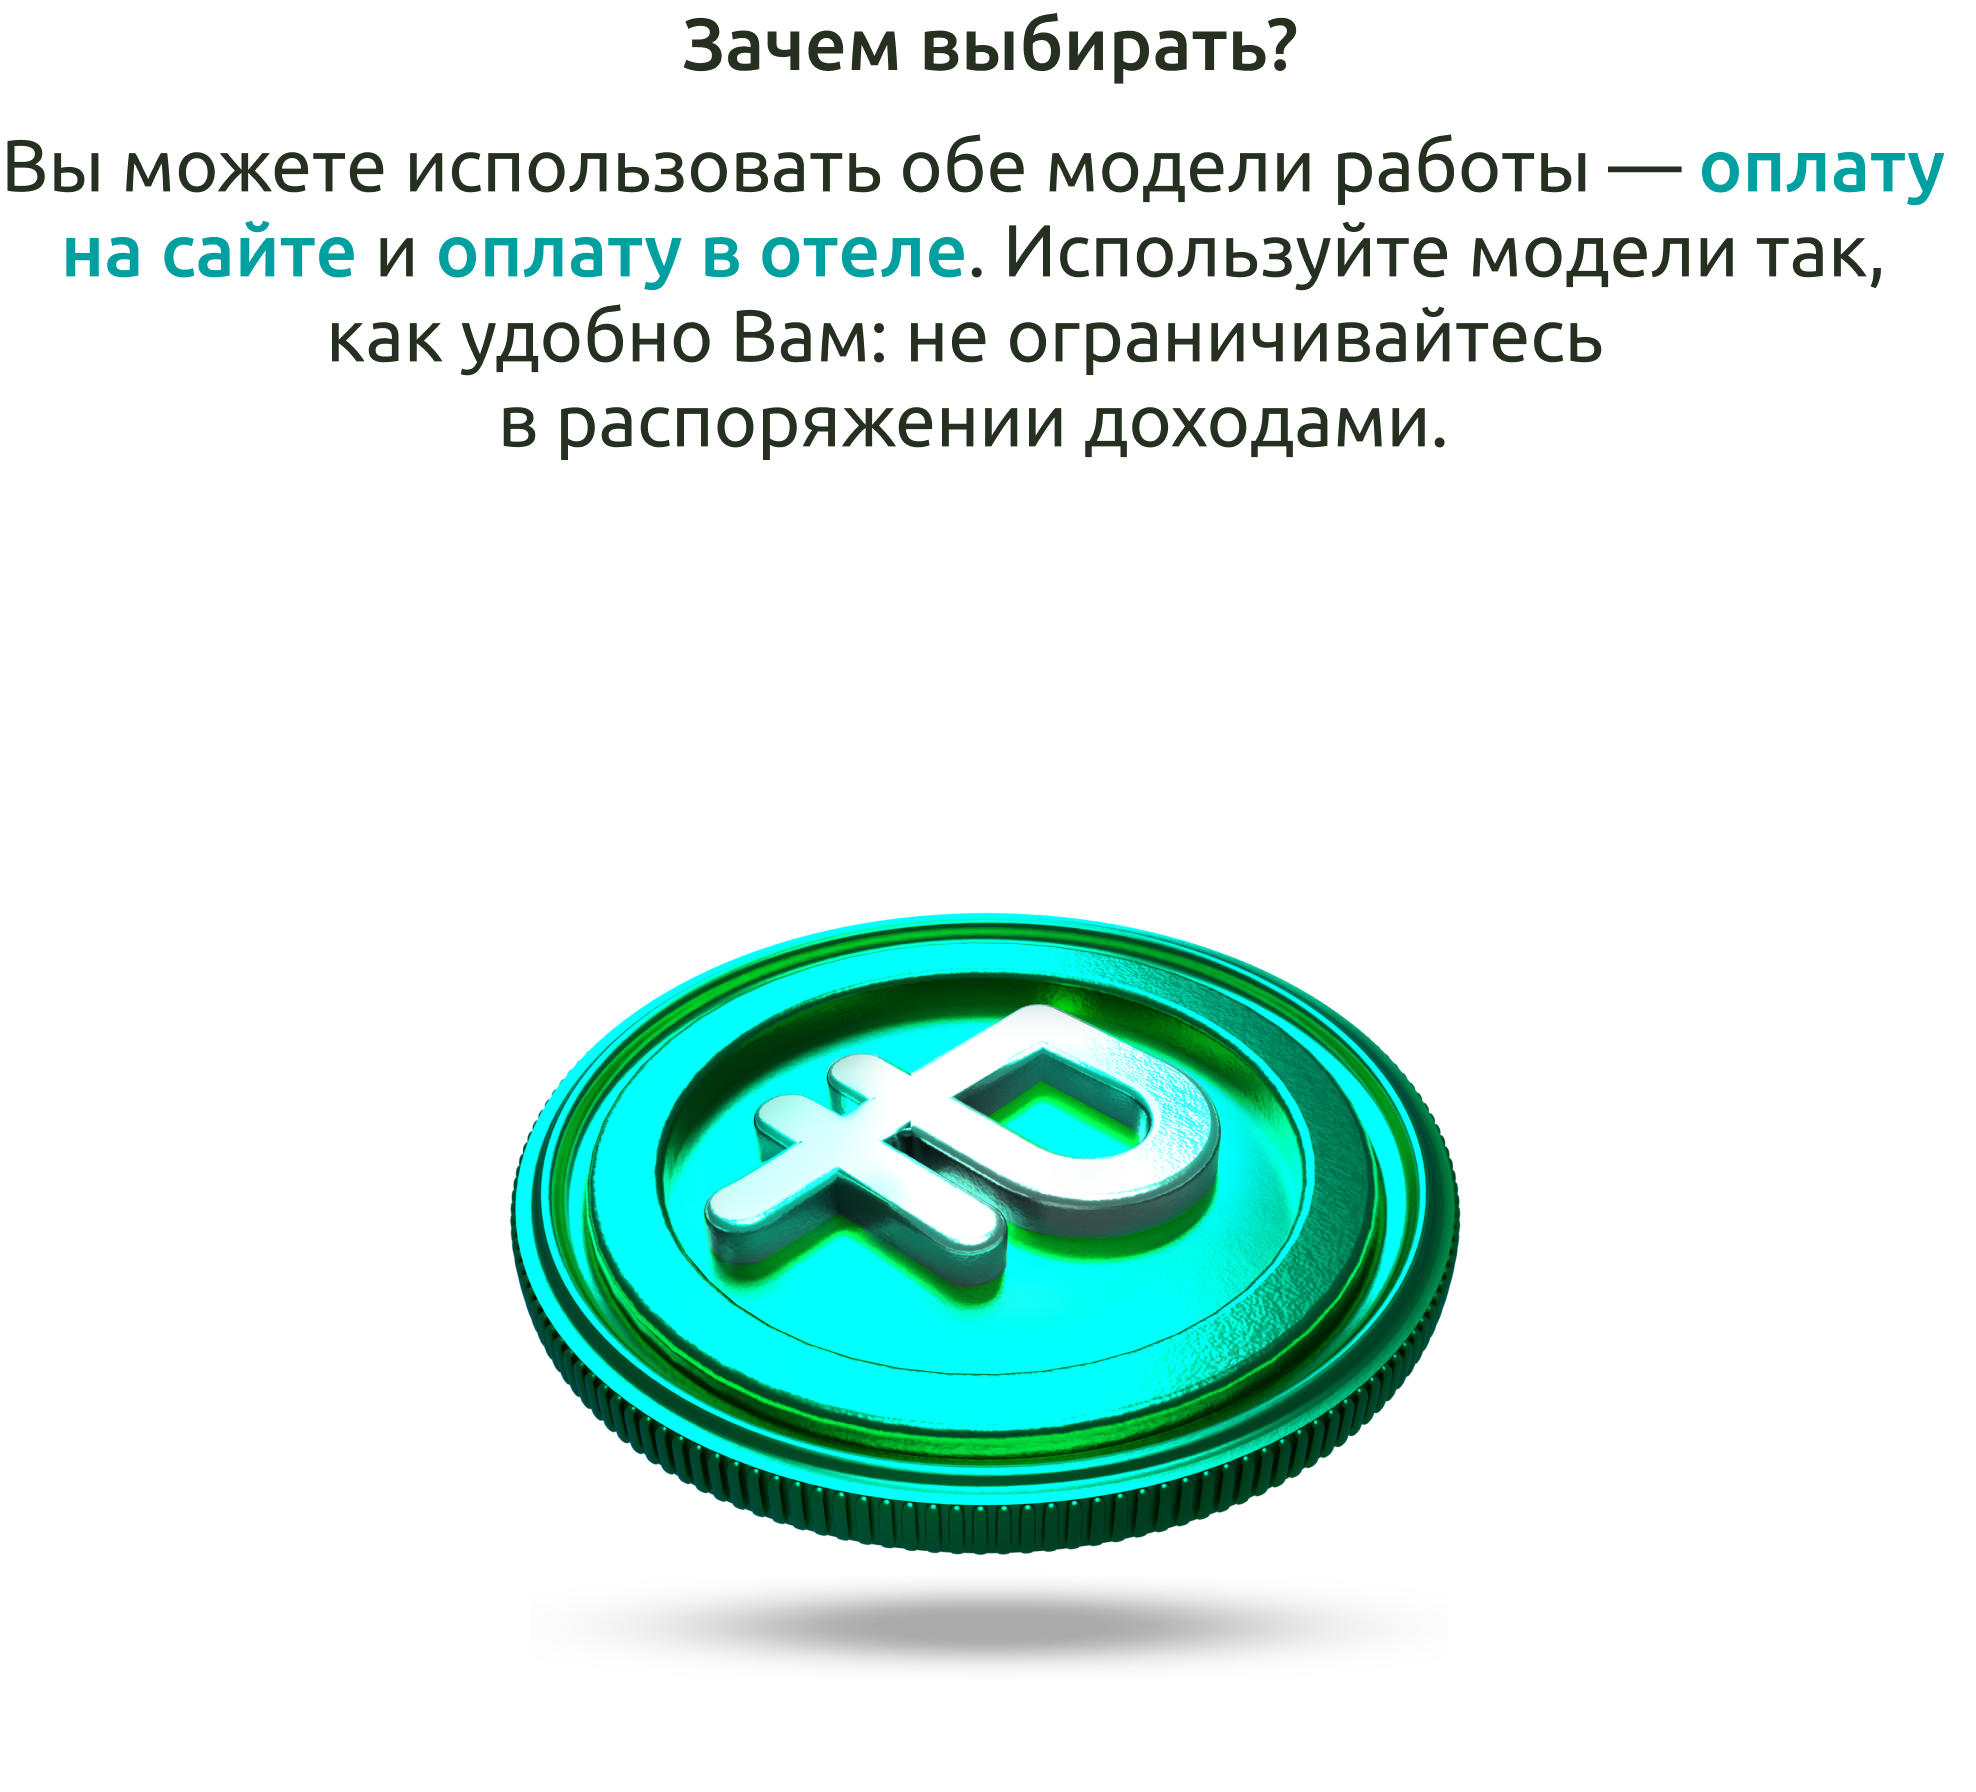 Зачем выбирать?
Вы можете использовать обе модели работы — оплату
на сайте и оплату в отеле. Используйте модели так,
как удобно Вам: не ограничивайтесь
в распоряжении доходами.
₽